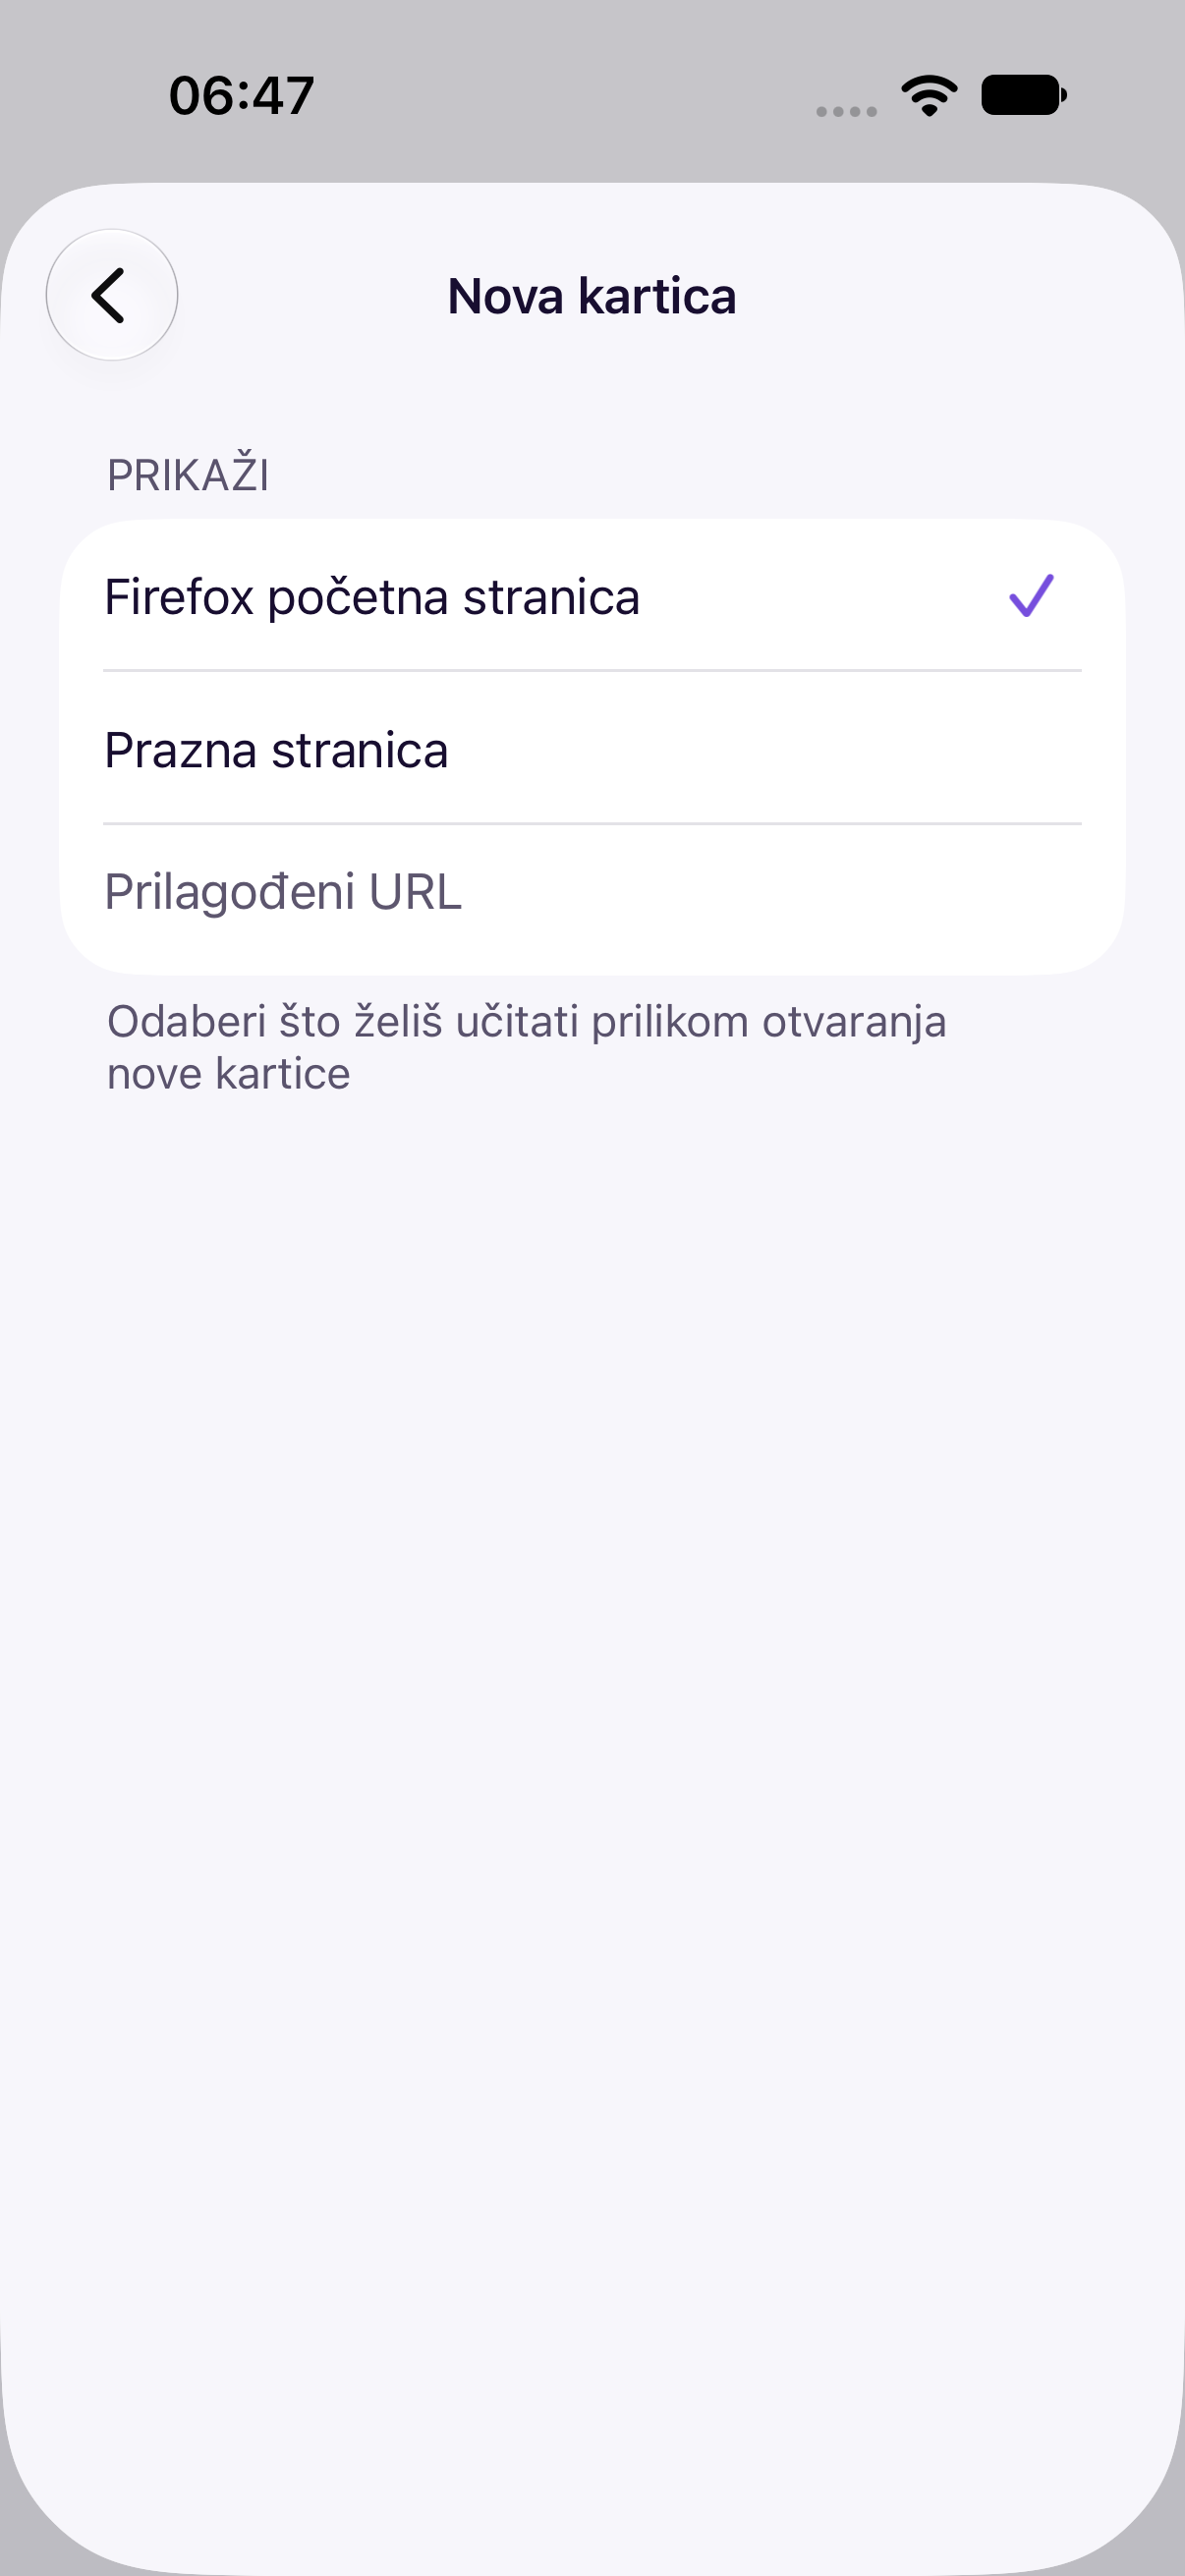 06:47
Nova kartica
PRIKAŽI
Firefox početna stranica
Prazna stranica
Prilagođeni URL
Odaberi što želiš učitati prilikom otvaranja
nove kartice